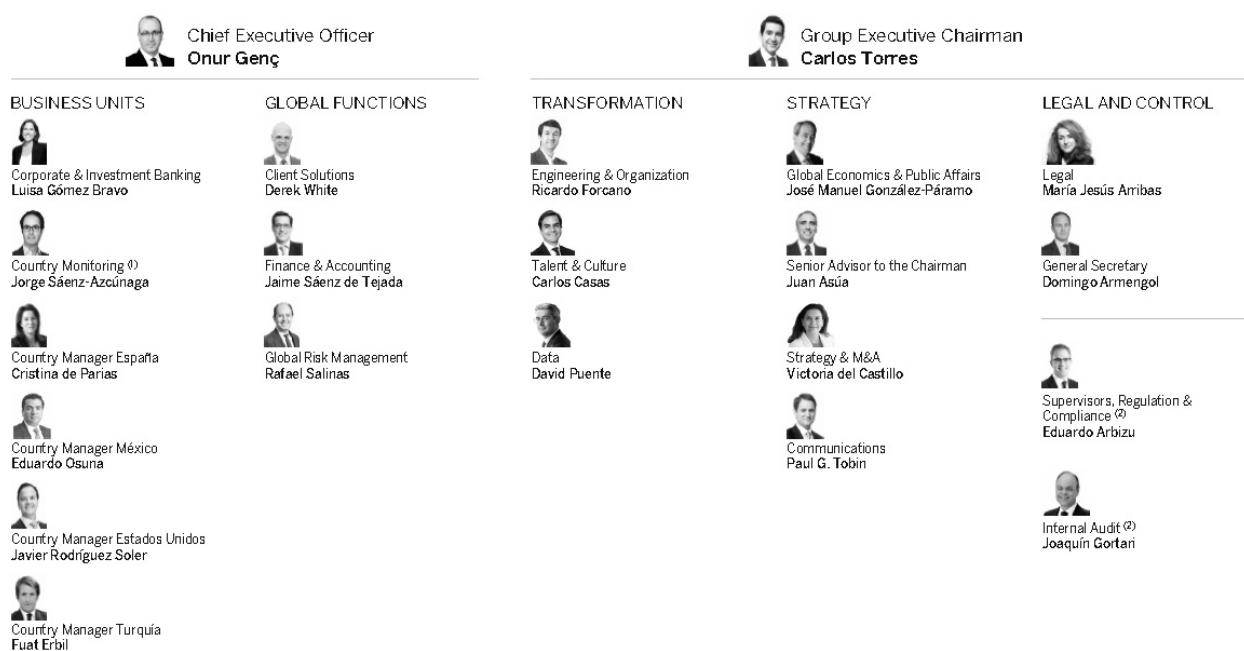 Chief Executive Officer
Onur Genç
Group Executive Chairman
Carlos Torres
BUSINESS UNITS
Corporate & Investment Banking
Luisa Gómez Bravo
Country Monitoring (1)
Jorge Sáenz-Azcúnaga
Country Manager España
Cristina de Parias
Country Manager México
Eduardo Osuna
Country Manager Estados Unidos
Javier Rodríguez Soler
Country Manager Turquía
Fuat Erbil
GLOBAL FUNCTIONS
Client Solutions
Derek White
Finance & Accounting
Jaime Sáenz de Tejada
Global Risk Management
Rafael Salinas
TRANSFORMATION
Engineering & Organization
Ricardo Forcano
Talent & Culture
Carlos Casas
Data
David Puente
STRATEGY
Global Economics & Public Affairs
José Manuel González-Páramo
Senior Advisor to the Chairman
Juan Asúa
Strategy & M&A
Victoria del Castillo
Communications
Paul G. Tobin
LEGAL AND CONTROL
Legal
María Jesús Arribas
General Secretary
Domingo Armengol
Supervisors, Regulation &
Compliance (2)
Eduardo Arbizu
Internal Audit (2)
Joaquín Gortari